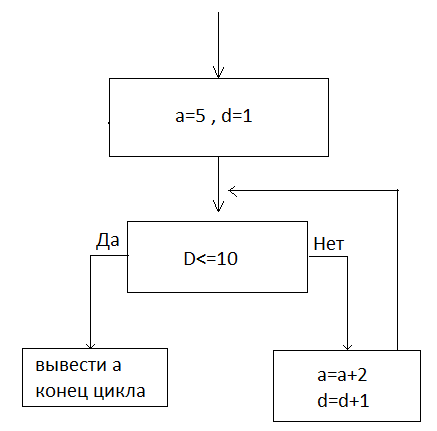 a=5 , d=1
Да
Нет
D<=10
вывести а
конец цикла
a=a+2
d=d+1